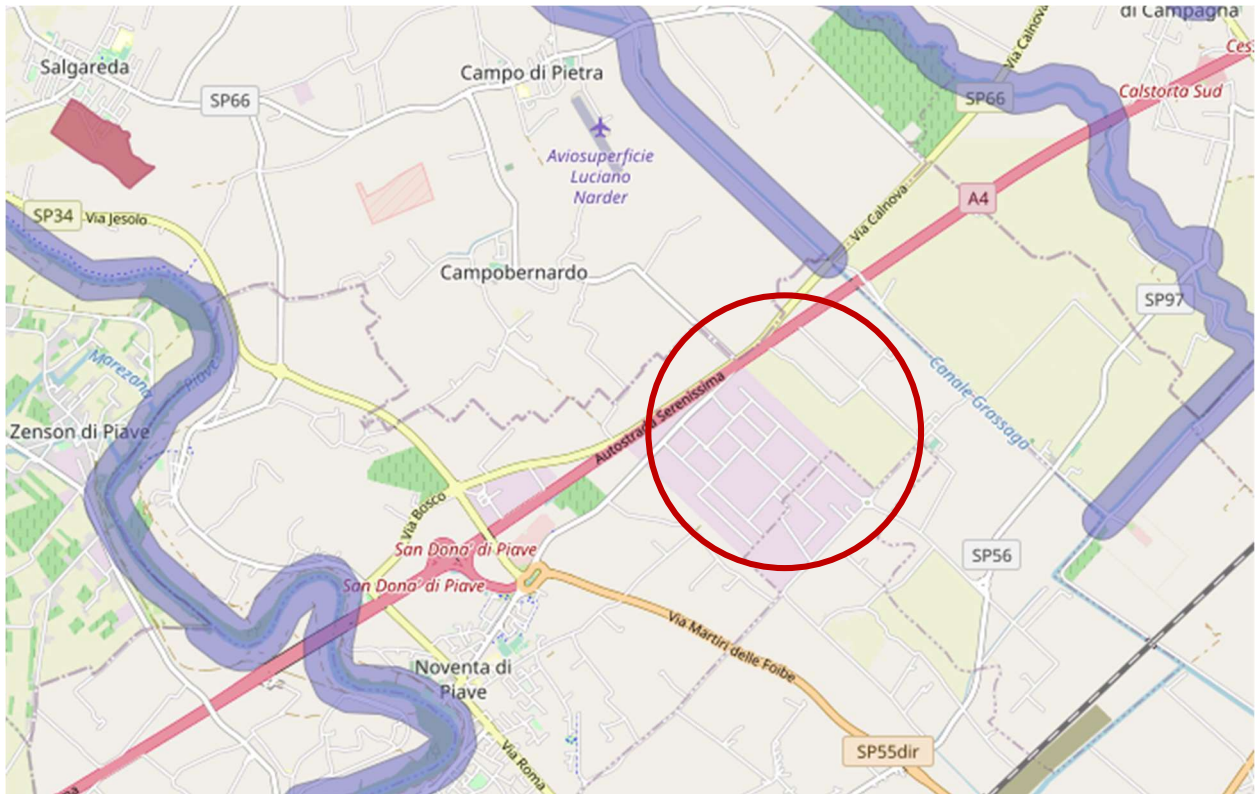 di Campagna
Salgareda
Campo di Pietra
SP66
SP66
Via Calnova
Ces
Calstorta Sud
Aviosuperficie
Luciano
Narder
A4
SP34
Via Jesolo
Via Calnova
Campobernardo
SP97
Marezana
Piave
Canale Grassaga
Zenson di Piave
Autostrada Serenissima
Via Bosco
San Dona' di Piave
San Dona' di Piave
SP56
Via Martiri delle Foibe
Noventa di
Piave
Via Roma
SP55dir